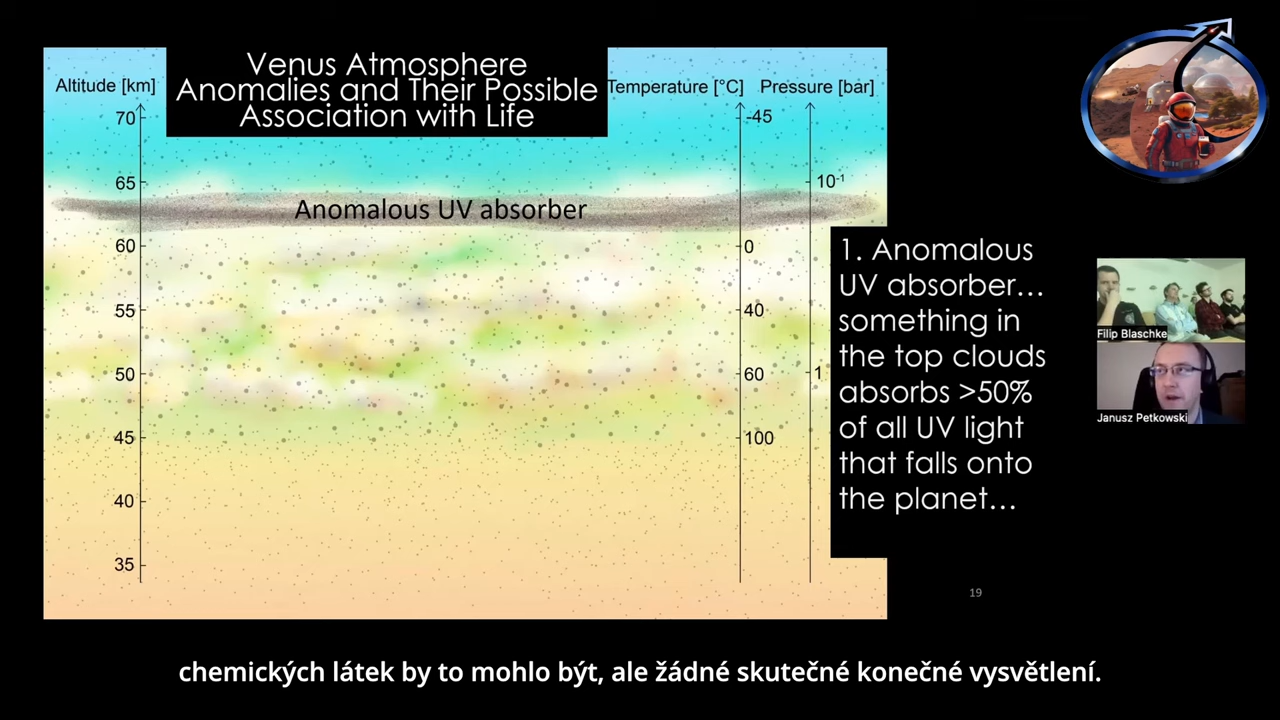 Venus Atmosphere
Anomalies and Their Possible
Association with Life
Altitude [km]
Temperature [°C]
Pressure [bar]
70
-45
65
10-1
Anomalous UV absorber
60
0
55
40
50
60
1
45
100
40
35
1. Anomalous
UV absorber...
something in
the top clouds
absorbs >50%
of all UV light
that falls onto
the planet...
19
Filip Blaschke
Janusz Petkowski
chemických látek by to mohlo být, ale žádné skutečné konečné vysvětlení.